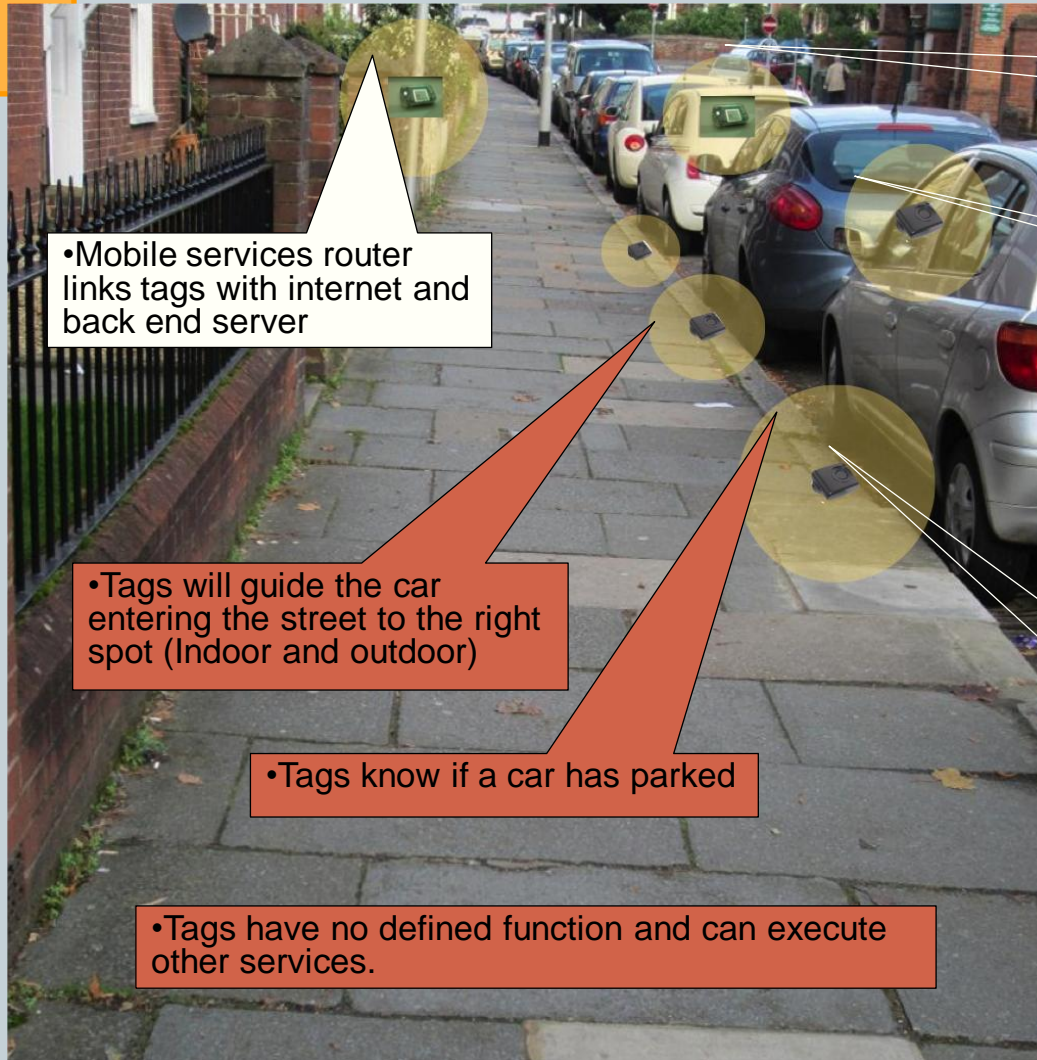 •Mobile services router
links tags with internet and
back end server
•Tags will guide the car
entering the street to the right
spot (Indoor and outdoor)
•Tags know if a car has parked
•Tags have no defined function and can execute
other services.